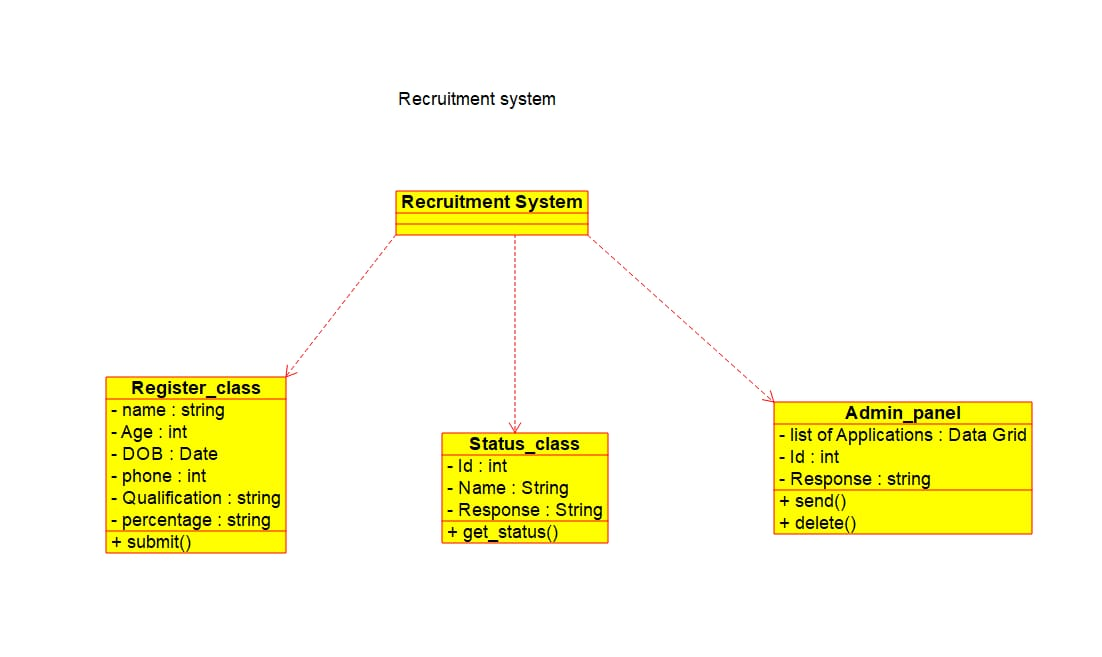 Recruitment system
Recruitment System
Register_class
- name : string
- Age : int
- DOB : Date
- phone : int
- Qualification : string
- percentage : string
+ submit()
Status_class
- Id : int
- Name : String
- Response : String
+ get_status()
Admin_panel
- list of Applications : Data Grid
- Id : int
- Response : string
+ send()
+ delete()